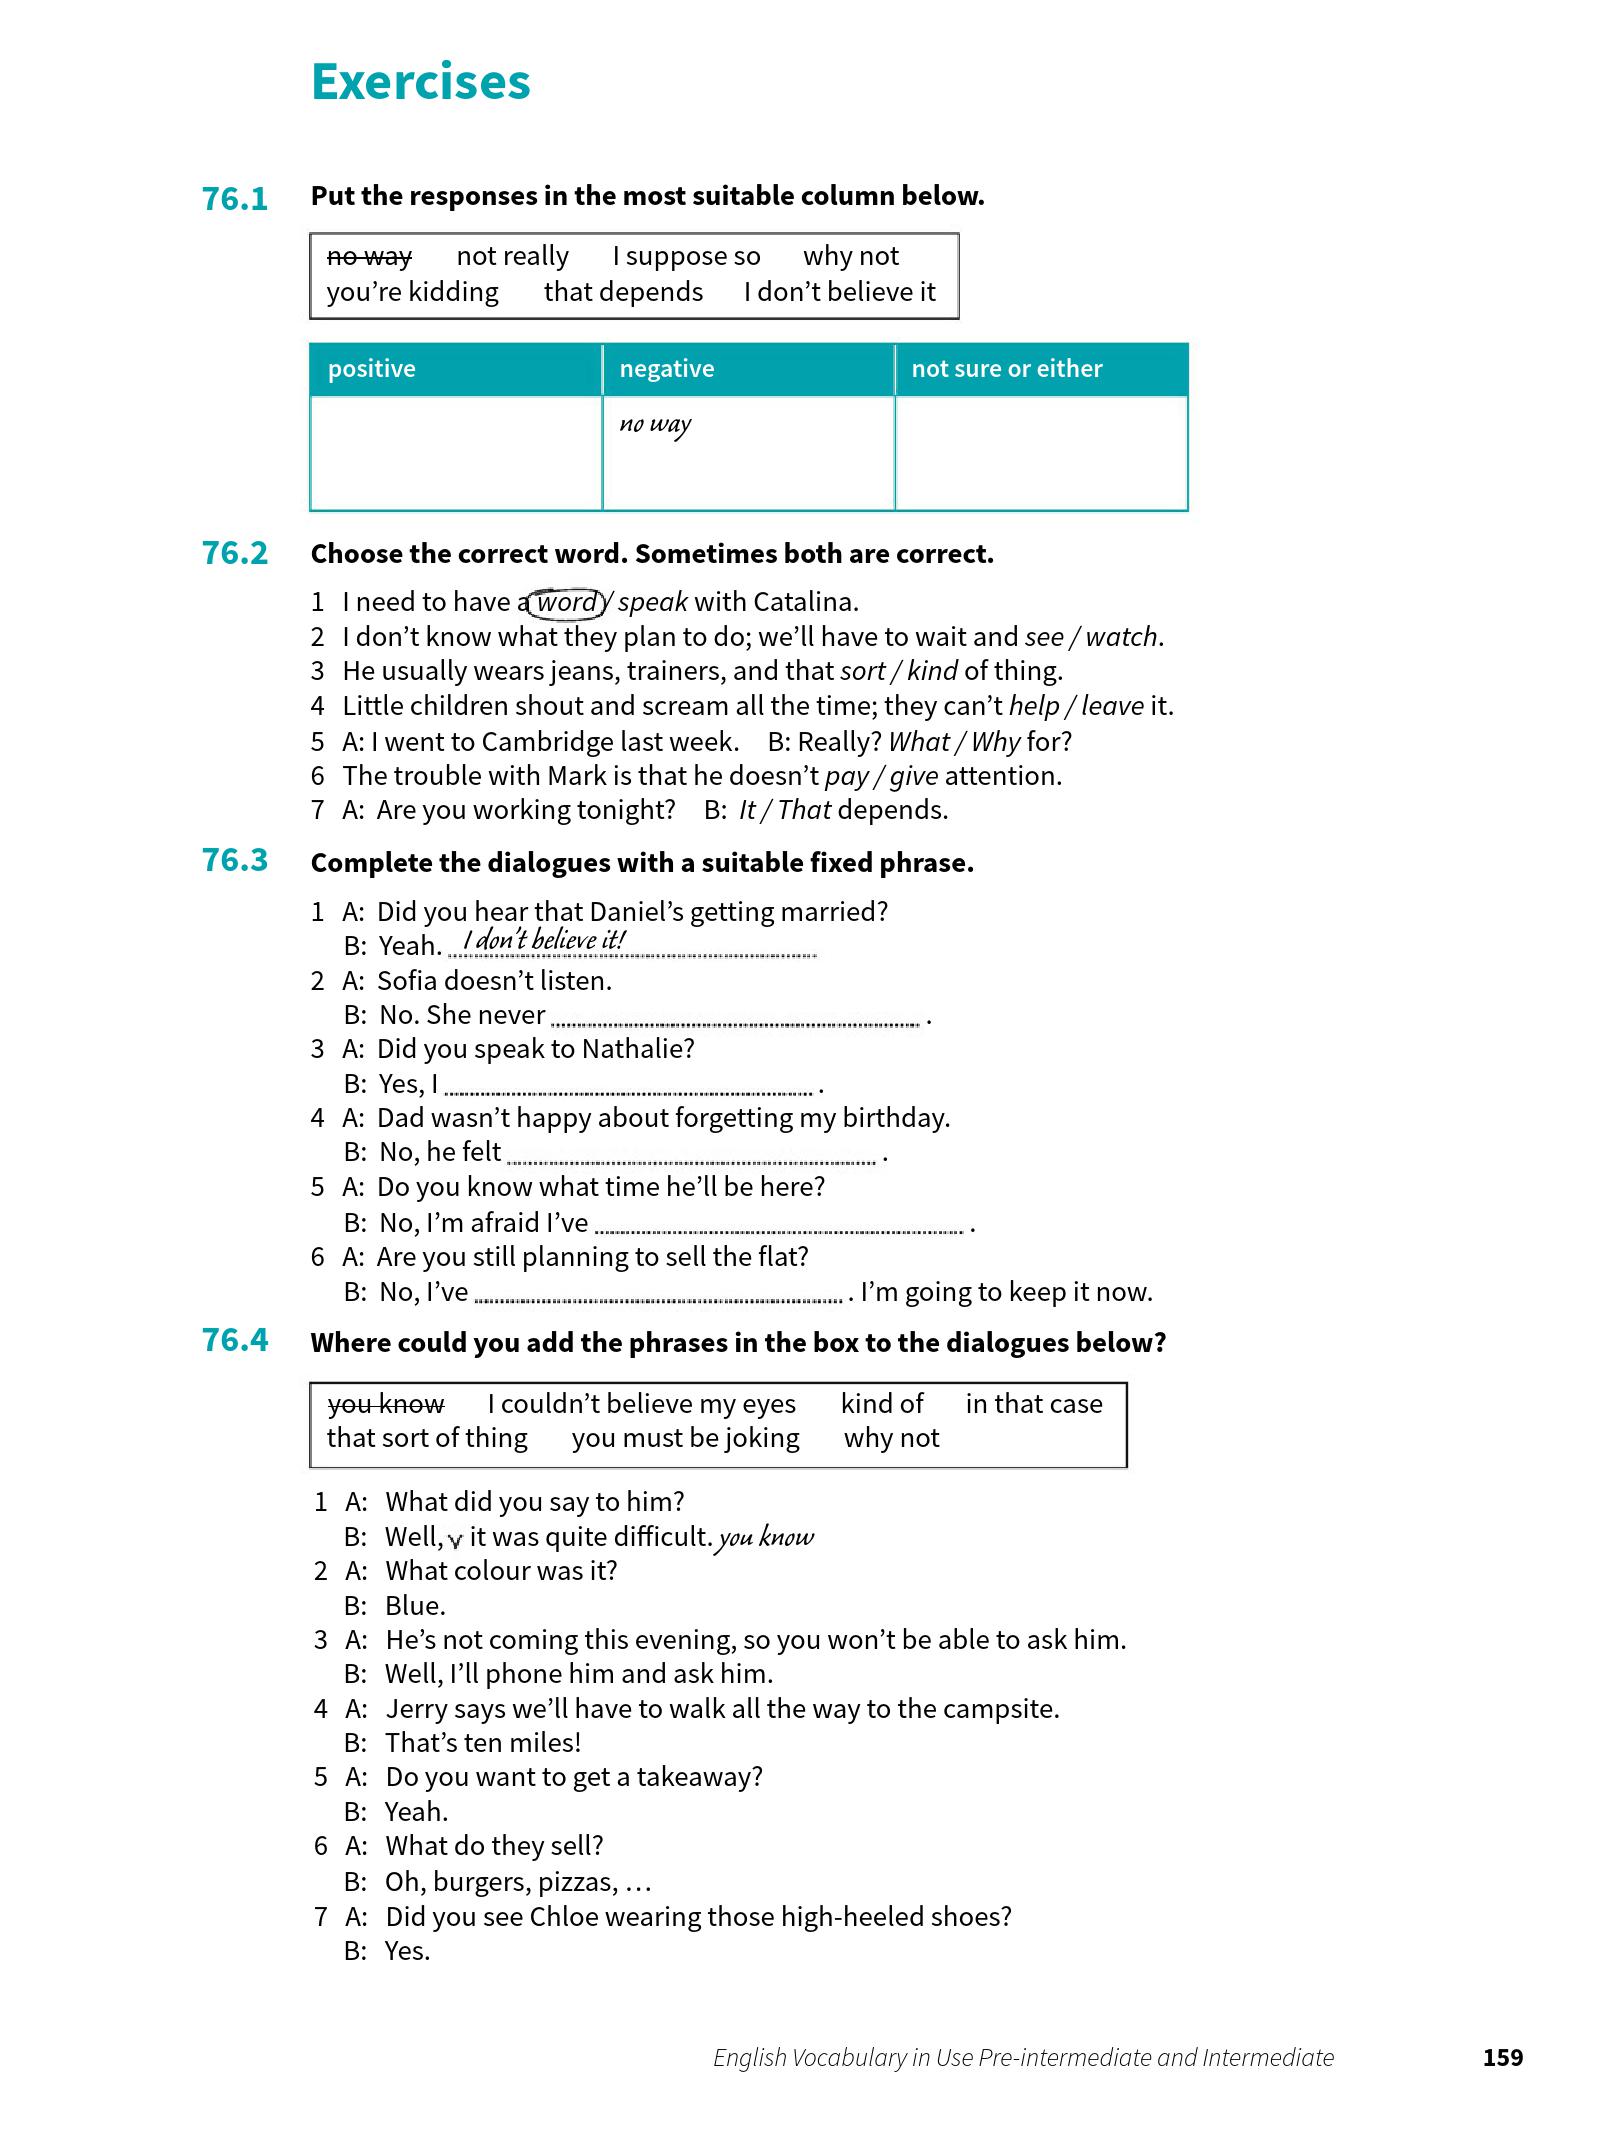 Exercises
76.1 Put the responses in the most suitable column below.
no way not really I suppose so why not
you’re kidding that depends I don’t believe it
positive negative not sure or either
no way
76.2 Choose the correct word. Sometimes both are correct.
1 I need to have a word / speak with Catalina.
2 I don’t know what they plan to do; we’ll have to wait and see / watch.
3 He usually wears jeans, trainers, and that sort / kind of thing.
4 Little children shout and scream all the time; they can’t help / leave it.
5 A: I went to Cambridge last week. B: Really? What / Why for?
6 The trouble with Mark is that he doesn’t pay / give attention.
7 A: Are you working tonight? B: It / That depends.
76.3 Complete the dialogues with a suitable fixed phrase.
1 A: Did you hear that Daniel’s getting married?
B: Yeah. I don’t believe it!
2 A: Sofia doesn’t listen.
B: No. She never .
3 A: Did you speak to Nathalie?
B: Yes, I .
4 A: Dad wasn’t happy about forgetting my birthday.
B: No, he felt .
5 A: Do you know what time he’ll be here?
B: No, I’m afraid I’ve .
6 A: Are you still planning to sell the flat?
B: No, I’ve . I’m going to keep it now.
76.4 Where could you add the phrases in the box to the dialogues below?
you know I couldn’t believe my eyes kind of in that case
that sort of thing you must be joking why not
1 A: What did you say to him?
B: Well, it was quite difficult. you know
2 A: What colour was it?
B: Blue.
3 A: He’s not coming this evening, so you won’t be able to ask him.
B: Well, I’ll phone him and ask him.
4 A: Jerry says we’ll have to walk all the way to the campsite.
B: That’s ten miles!
5 A: Do you want to get a takeaway?
B: Yeah.
6 A: What do they sell?
B: Oh, burgers, pizzas, …
7 A: Did you see Chloe wearing those high-heeled shoes?
B: Yes.
English Vocabulary in Use Pre-intermediate and Intermediate 159